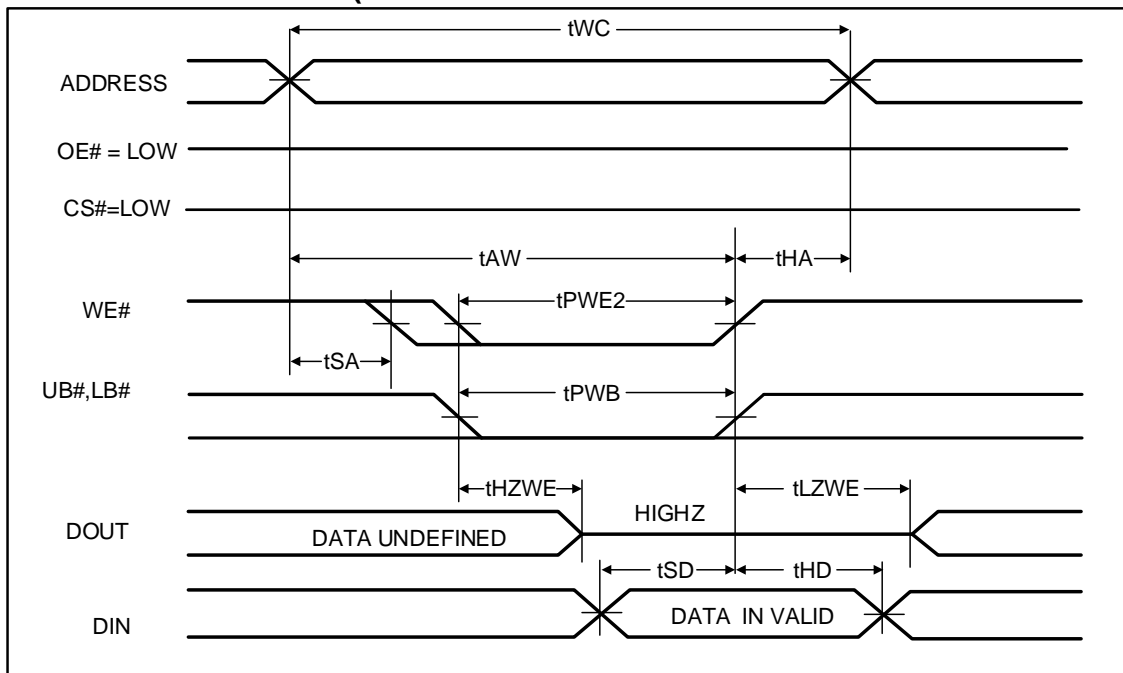 tWC
ADDRESS
OE# = LOW
CS#=LOW
tAW
tHA
WE#
tPWE2
tSA
UB#,LB#
tPWB
tHZWE
tLZWE
HIGHZ
DOUT
DATA UNDEFINED
tSD
tHD
DIN
DATA IN VALID